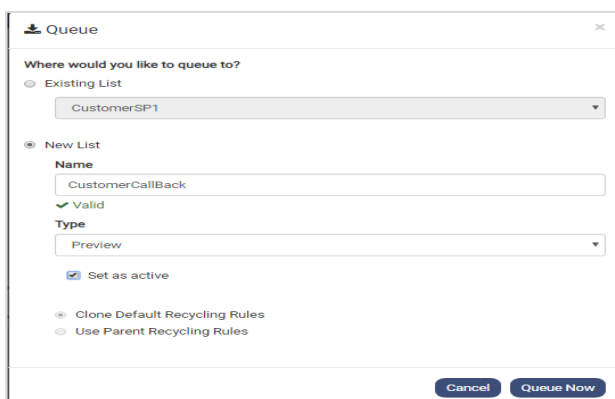 Queue
Where would you like to queue to?
Existing List
CustomerSP1
New List
Name
CustomerCallBack
Valid
Type
Preview
Set as active
Clone Default Recycling Rules
Use Parent Recycling Rules
Cancel Queue Now